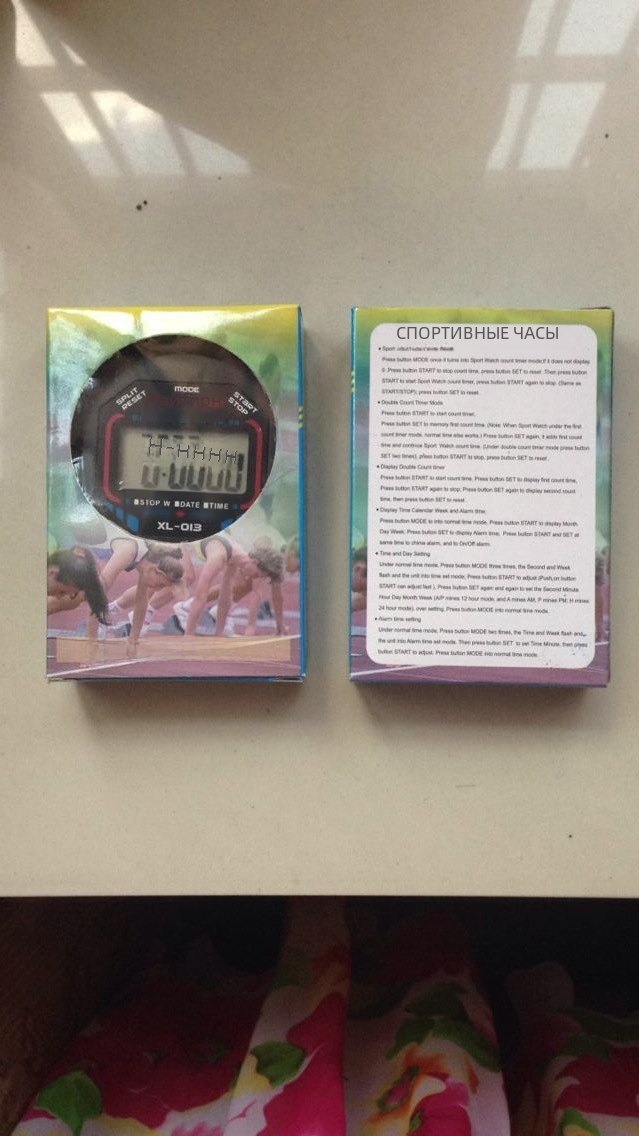 SPLIT
RESET
MODE
START
STOP
■STOP W ■DATE ■TIME
XL-013
СПОРТИВНЫЕ ЧАСЫ
● Sport
Press button MODE once it turns into Sport Watch count timer mode;If it does not display
0 .Press button START to stop count time, press button SET to reset .Then press button
START to start Sport Watch count timer, press button START again to stop. (Same as
START/STOP); press button SET to reset.
● Double Count Timer Mode
Press button START to start count timer,
Press button SET to memory first count time. (Note: When Sport Watch under the first
count timer mode, normal time else works.) Press button SET again, it adds first count
time and continue Sport Watch count time. (Under double count timer mode press button
SET two times), press button START to stop, press button SET to reset .
● Display Double Count timer
Press button START to start count time, Press button SET to display first count time,
Press button START again to stop; Press button SET again to display second count
time, then press button SET to reset.
● Display Time Calendar Week and Alarm time:
Press button MODE to into normal time mode, Press button START to display Month
Day Week, Press button SET to display Alarm time; Press button START and SET at
same time to chime alarm, and to On/Off alarm.
● Time and Day Setting
Under normal time mode, Press button MODE three times, the Second and Week
flash and the unit into time set mode; Press button START to adjust (Push,on button
START can adjust fast ), Press button SET again and again to set the Second Minute
Hour Day Month Week (A/P mines 12 hour mode, and A mines AM, P mines PM; H mines
24 hour mode), over setting, Press button MODE into normal time mode.
● Alarm time setting
Under normal time mode, Press button MODE two times, the Time and Week flash and
the unit into Alarm time set mode. Then press button SET to set Time Minute, then press
button START to adjust. Press button MODE into normal time mode.